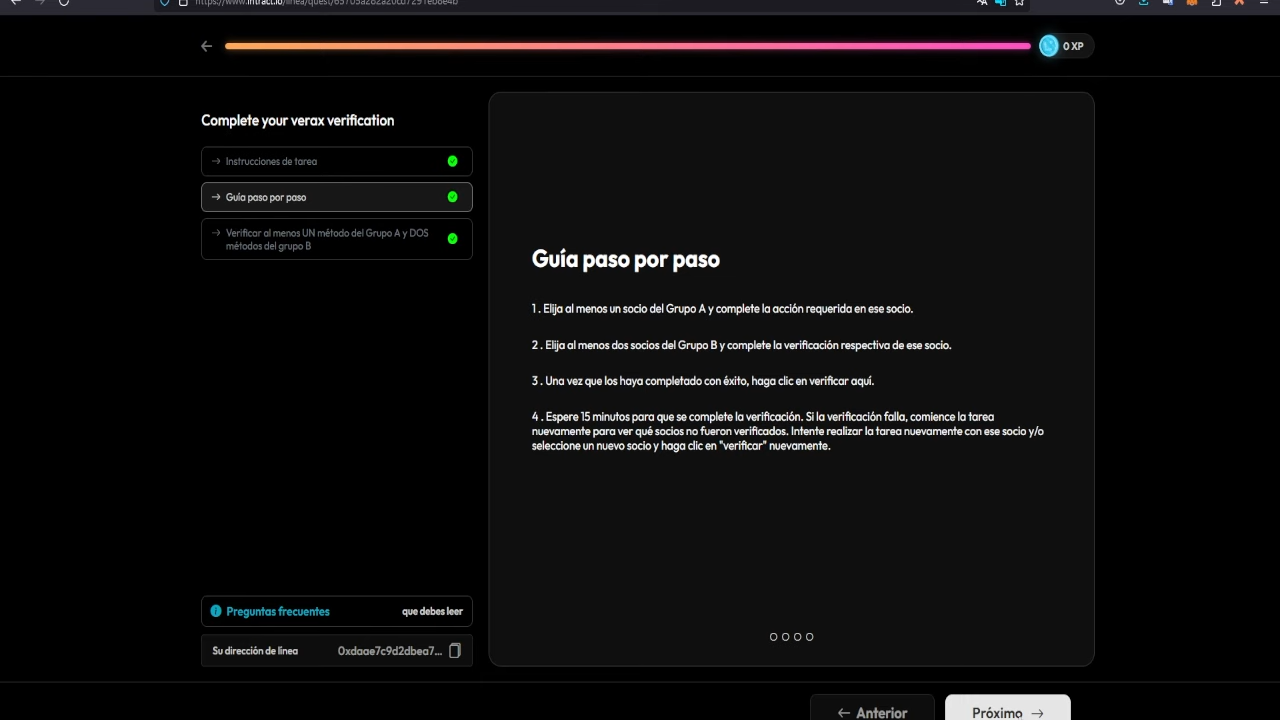 0 XP
Complete your verax verification
Instrucciones de tarea
Guía paso por paso
Verificar al menos UN método del Grupo A y DOS
métodos del grupo B
Guía paso por paso
1 . Elija al menos un socio del Grupo A y complete la acción requerida en ese socio.
2 . Elija al menos dos socios del Grupo B y complete la verificación respectiva de ese socio.
3 . Una vez que los haya completado con éxito, haga clic en verificar aquí.
4 . Espere 15 minutos para que se complete la verificación. Si la verificación falla, comience la tarea
nuevamente para ver qué socios no fueron verificados. Intente realizar la tarea nuevamente con ese socio y/o
seleccione un nuevo socio y haga clic en "verificar" nuevamente.
Preguntas frecuentes
que debes leer
Su dirección de línea
0xdaae7c9d2dbea7...
Anterior
Próximo